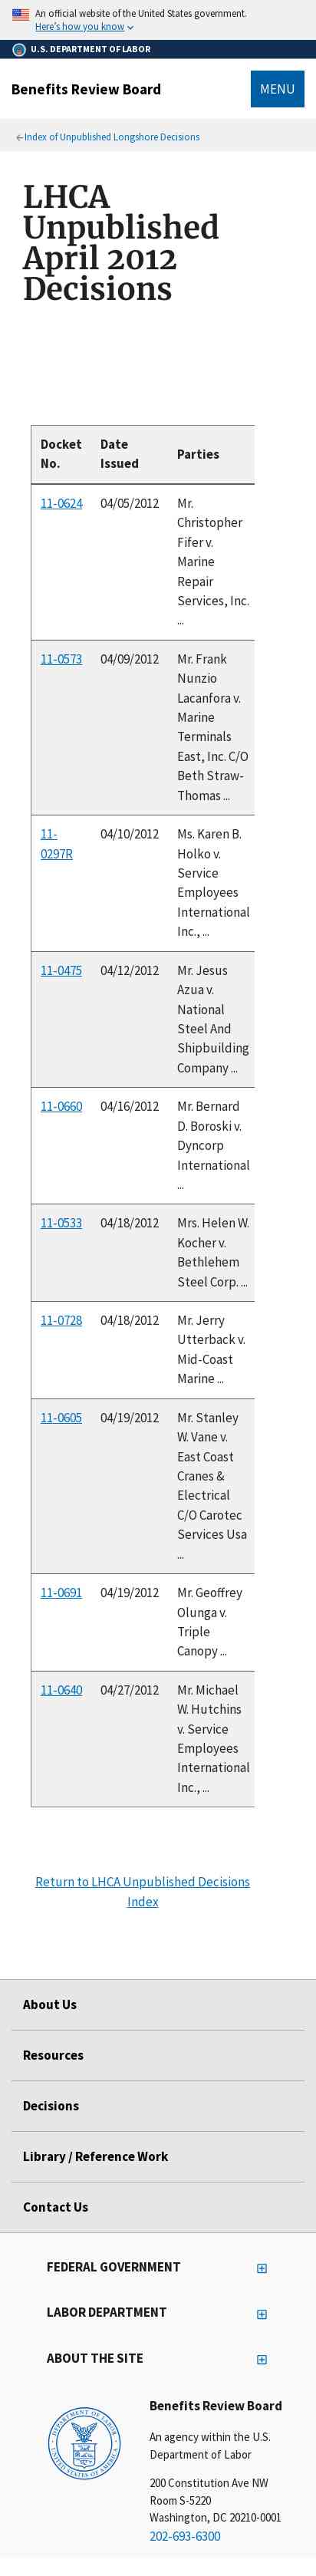 An official website of the United States government.
Here's how you know
U.S. DEPARTMENT OF LABOR
Benefits Review Board
MENU
Index of Unpublished Longshore Decisions
LHCA
Unpublished
April 2012
Decisions
Docket
No.
Date
Issued
Parties
11-0624
04/05/2012
Mr.
Christopher
Fifer v.
Marine
Repair
Services, Inc.
...
11-0573
04/09/2012
Mr. Frank
Nunzio
Lacanfora v.
Marine
Terminals
East, Inc. C/O
Beth Straw-
Thomas ...
11-
0297R
04/10/2012
Ms. Karen B.
Holko v.
Service
Employees
International
Inc., ...
11-0475
04/12/2012
Mr. Jesus
Azua v.
National
Steel And
Shipbuilding
Company ...
11-0660
04/16/2012
Mr. Bernard
D. Boroski v.
Dyncorp
International
...
11-0533
04/18/2012
Mrs. Helen W.
Kocher v.
Bethlehem
Steel Corp. ...
11-0728
04/18/2012
Mr. Jerry
Utterback v.
Mid-Coast
Marine ...
11-0605
04/19/2012
Mr. Stanley
W. Vane v.
East Coast
Cranes &
Electrical
C/O Carotec
Services Usa
...
11-0691
04/19/2012
Mr. Geoffrey
Olunga v.
Triple
Canopy ...
11-0640
04/27/2012
Mr. Michael
W. Hutchins
v. Service
Employees
International
Inc., ...
Return to LHCA Unpublished Decisions
Index
About Us
Resources
Decisions
Library / Reference Work
Contact Us
FEDERAL GOVERNMENT
LABOR DEPARTMENT
ABOUT THE SITE
DEPARTMENT OF LABOR
UNITED STATES OF AMERICA
Benefits Review Board
An agency within the U.S.
Department of Labor
200 Constitution Ave NW
Room S-5220
Washington, DC 20210-0001
202-693-6300